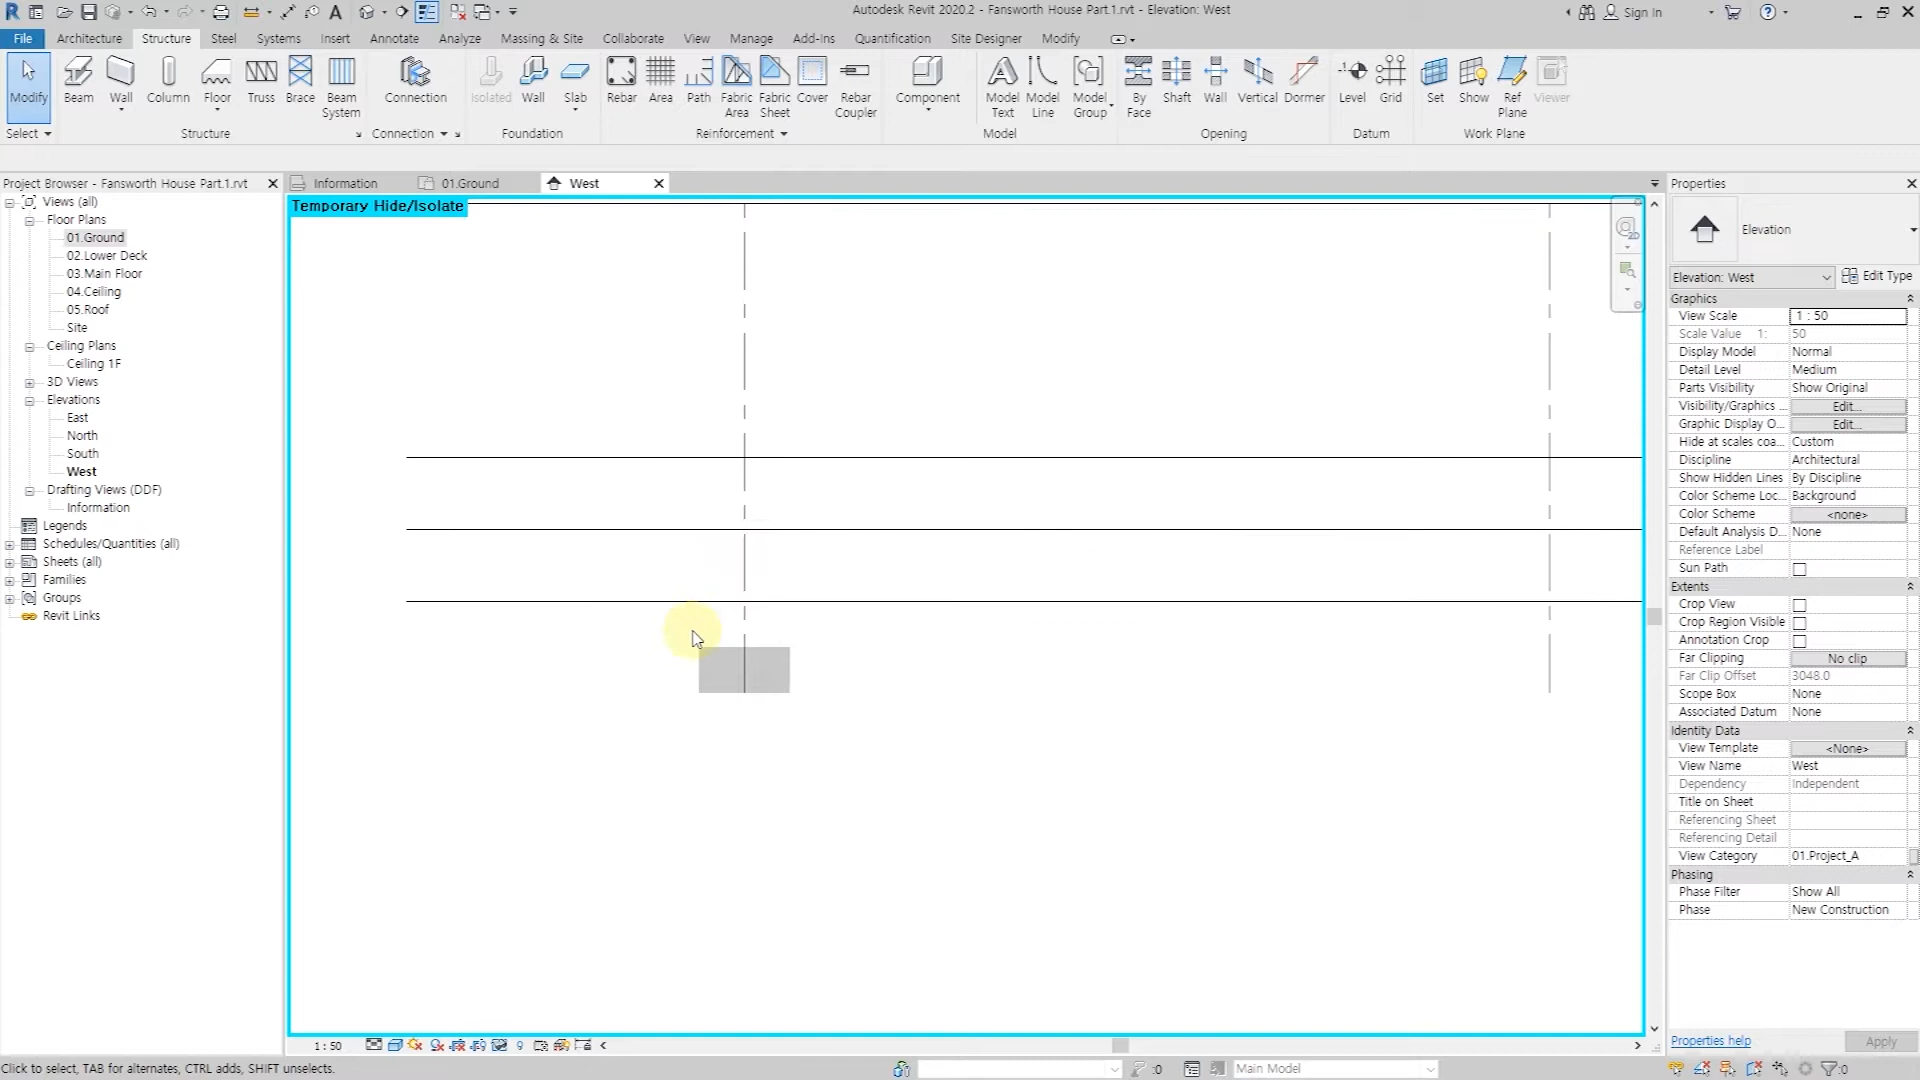 Autodesk Revit 2020.2 - Fansworth House Part.1.rvt - Elevation: West
Sign In
File Architecture Structure Steel Systems Insert Annotate Analyze Massing & Site Collaborate View Manage Add-Ins Quantification Site Designer Modify
Modify Beam Wall Column Floor Truss Brace Beam System Connection Isolated Wall Slab Rebar Area Path Fabric Area Fabric Sheet Cover Rebar Coupler Component Model Text Model Line Model Group By Face Shaft Wall Vertical Dormer Level Grid Set Show Ref Plane Viewer
Select Structure Connection Foundation Reinforcement Model Opening Datum Work Plane
Project Browser - Fansworth House Part.1.rvt
Views (all)
Floor Plans
01.Ground
02.Lower Deck
03.Main Floor
04.Ceiling
05.Roof
Site
Ceiling Plans
Ceiling 1F
3D Views
Elevations
East
North
South
West
Drafting Views (DDF)
Information
Legends
Schedules/Quantities (all)
Sheets (all)
Families
Groups
Revit Links
Information 01.Ground West
Temporary Hide/Isolate
2D
Properties
Elevation
Elevation: West Edit Type
Graphics
View Scale 1 : 50
Scale Value 1: 50
Display Model Normal
Detail Level Medium
Parts Visibility Show Original
Visibility/Graphics ... Edit...
Graphic Display O... Edit...
Hide at scales coa... Custom
Discipline Architectural
Show Hidden Lines By Discipline
Color Scheme Loc... Background
Color Scheme <none>
Default Analysis D... None
Reference Label
Sun Path
Extents
Crop View
Crop Region Visible
Annotation Crop
Far Clipping No clip
Far Clip Offset 3048.0
Scope Box None
Associated Datum None
Identity Data
View Template <None>
View Name West
Dependency Independent
Title on Sheet
Referencing Sheet
Referencing Detail
View Category 01.Project_A
Phasing
Phase Filter Show All
Phase New Construction
Properties help Apply
1 : 50
Click to select, TAB for alternates, CTRL adds, SHIFT unselects.
:0
Main Model
:0